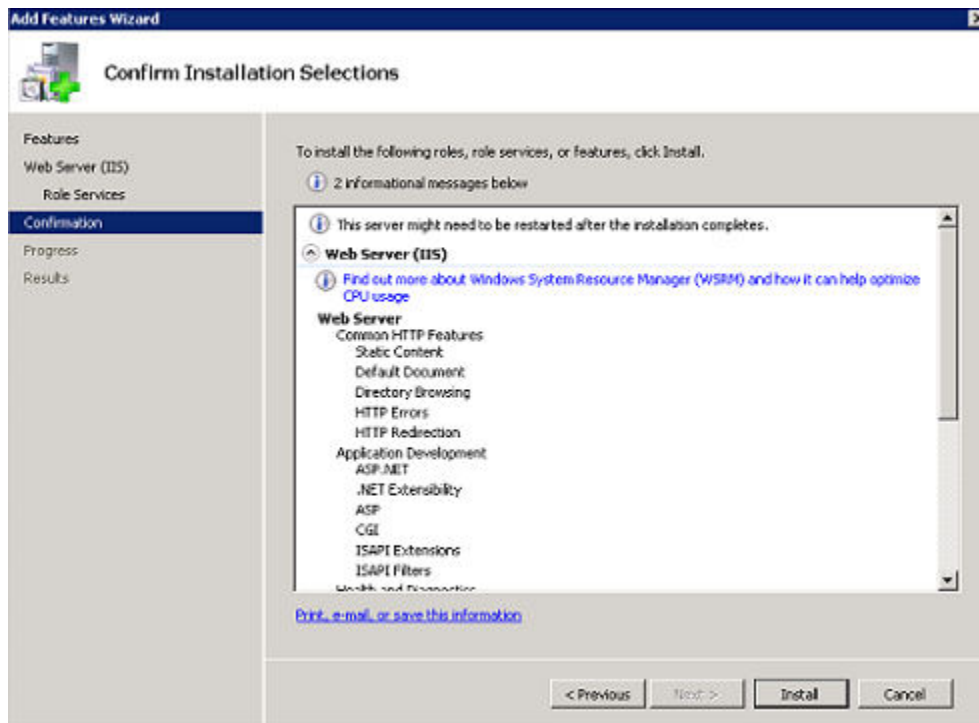 Add Features Wizard
Confirm Installation Selections
Features
Web Server (IIS)
Role Services
Confirmation
Progress
Results
To install the following roles, role services, or features, click Install.
2 informational messages below
This server might need to be restarted after the installation completes.
Web Server (IIS)
Find out more about Windows System Resource Manager (WSRM) and how it can help optimize
CPU usage
Web Server
Common HTTP Features
Static Content
Default Document
Directory Browsing
HTTP Errors
HTTP Redirection
Application Development
ASP.NET
.NET Extensibility
ASP
CGI
ISAPI Extensions
ISAPI Filters
Health and Diagnostics
Print, e-mail, or save this information
< Previous
Next >
Install
Cancel